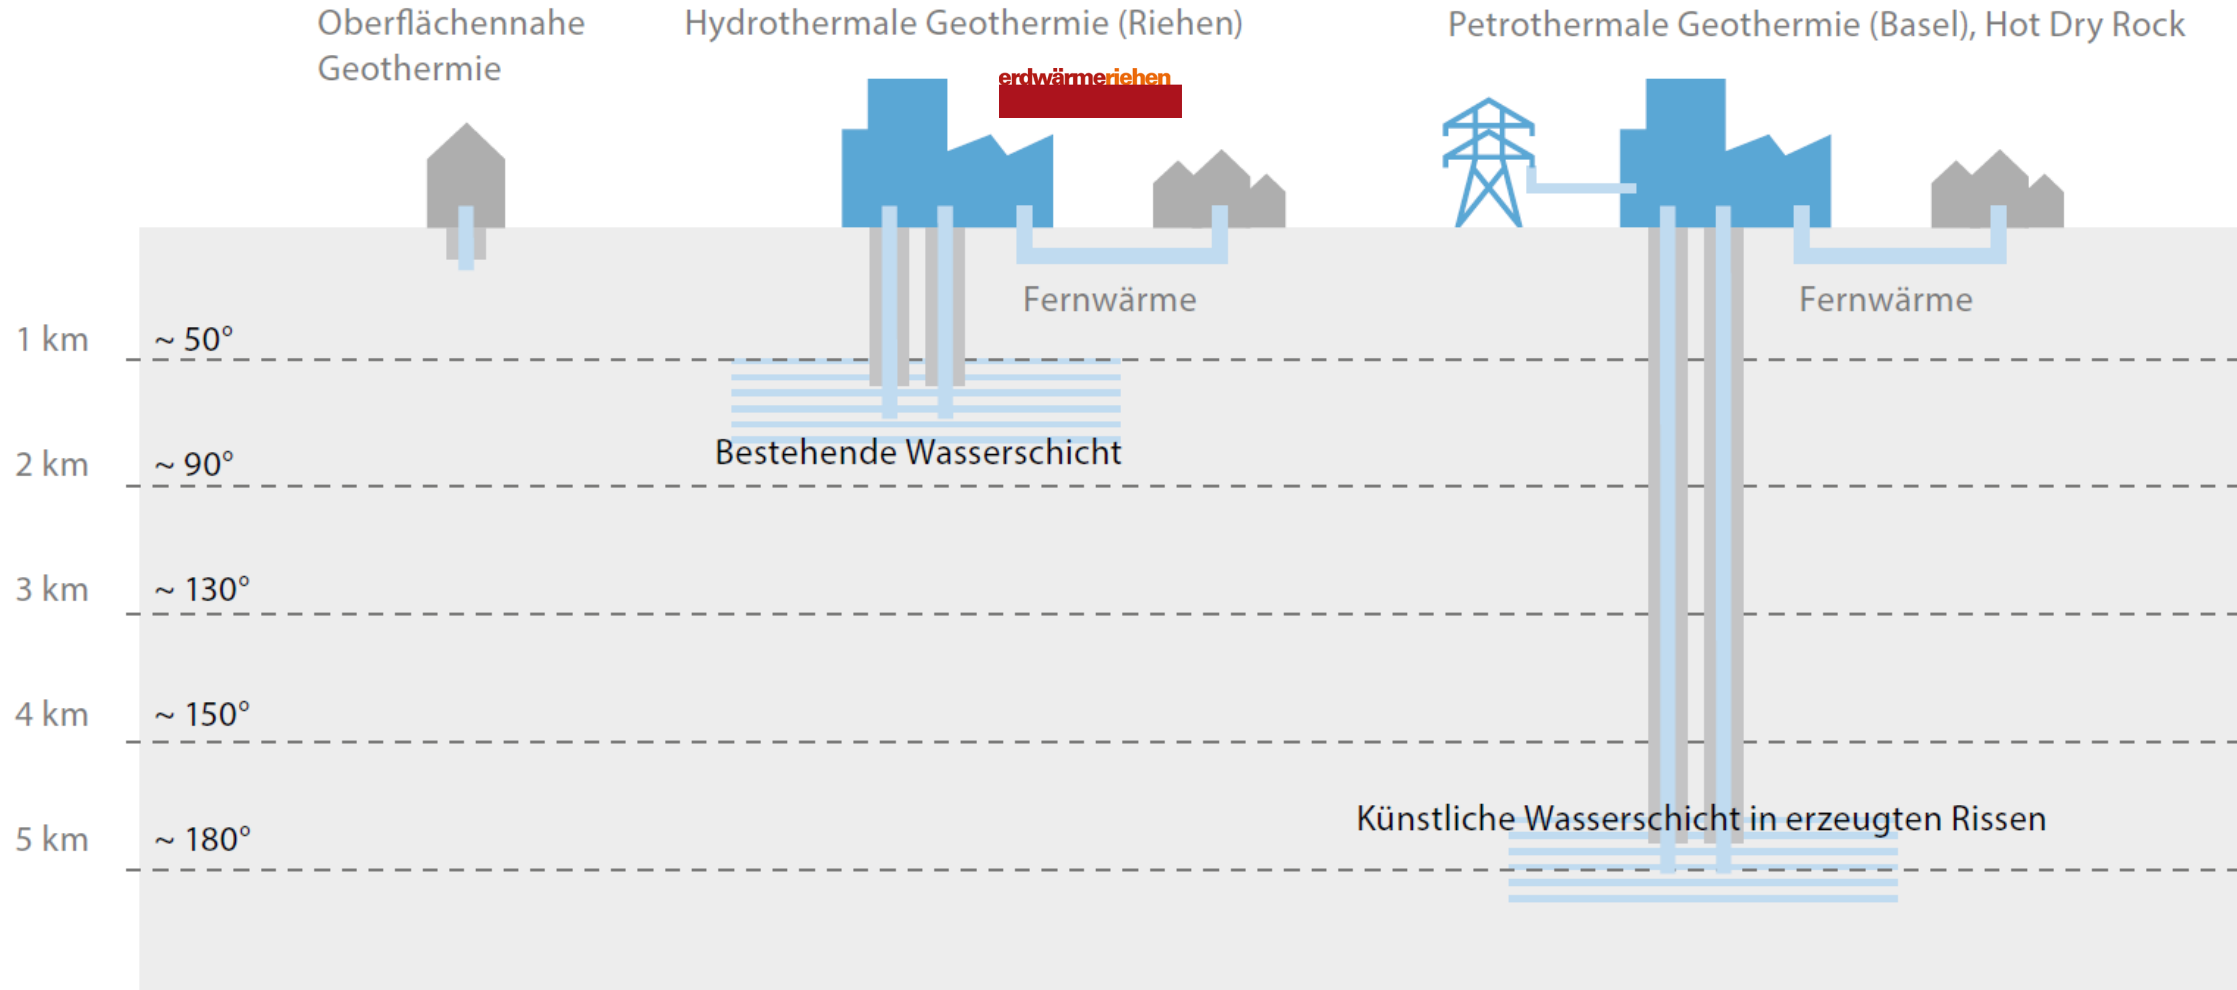 Oberflächennahe
Geothermie
Hydrothermale Geothermie (Riehen)
Petrothermale Geothermie (Basel), Hot Dry Rock
erdwärmeriehen
Fernwärme
Fernwärme
1 km ~ 50°
Bestehende Wasserschicht
2 km ~ 90°
3 km ~ 130°
4 km ~ 150°
Künstliche Wasserschicht in erzeugten Rissen
5 km ~ 180°